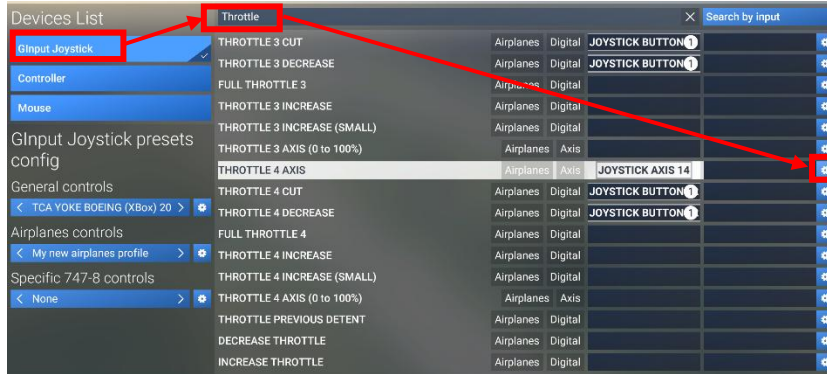 Devices List
Throttle
X
Search by input
GInput Joystick
Controller
Mouse
GInput Joystick presets
config
General controls
< TCA YOKE BOEING (XBox) 20 >
Airplanes controls
< My new airplanes profile >
Specific 747-8 controls
< None >
THROTTLE 3 CUT Airplanes Digital JOYSTICK BUTTON 1
THROTTLE 3 DECREASE Airplanes Digital JOYSTICK BUTTON 1
FULL THROTTLE 3 Airplanes Digital
THROTTLE 3 INCREASE Airplanes Digital
THROTTLE 3 INCREASE (SMALL) Airplanes Digital
THROTTLE 3 AXIS (0 to 100%) Airplanes Axis
THROTTLE 4 AXIS Airplanes Axis JOYSTICK AXIS 14
THROTTLE 4 CUT Airplanes Digital JOYSTICK BUTTON 1
THROTTLE 4 DECREASE Airplanes Digital JOYSTICK BUTTON 1
FULL THROTTLE 4 Airplanes Digital
THROTTLE 4 INCREASE Airplanes Digital
THROTTLE 4 INCREASE (SMALL) Airplanes Digital
THROTTLE 4 AXIS (0 to 100%) Airplanes Axis
THROTTLE PREVIOUS DETENT Airplanes Digital
DECREASE THROTTLE Airplanes Digital
INCREASE THROTTLE Airplanes Digital